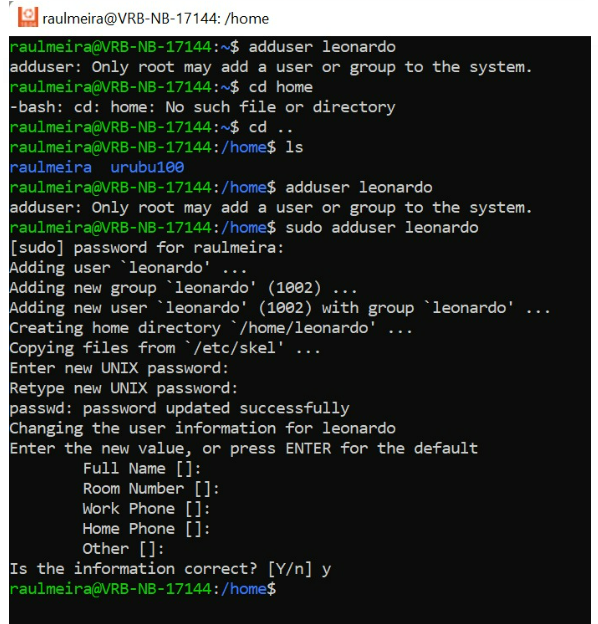 raulmeira@VRB-NB-17144: /home
raulmeira@VRB-NB-17144:~$ adduser leonardo
adduser: Only root may add a user or group to the system.
raulmeira@VRB-NB-17144:~$ cd home
-bash: cd: home: No such file or directory
raulmeira@VRB-NB-17144:~$ cd ..
raulmeira@VRB-NB-17144:/home$ ls
raulmeira  urubu100
raulmeira@VRB-NB-17144:/home$ adduser leonardo
adduser: Only root may add a user or group to the system.
raulmeira@VRB-NB-17144:/home$ sudo adduser leonardo
[sudo] password for raulmeira:
Adding user `leonardo' ...
Adding new group `leonardo' (1002) ...
Adding new user `leonardo' (1002) with group `leonardo' ...
Creating home directory `/home/leonardo' ...
Copying files from `/etc/skel' ...
Enter new UNIX password:
Retype new UNIX password:
passwd: password updated successfully
Changing the user information for leonardo
Enter the new value, or press ENTER for the default
        Full Name []:
        Room Number []:
        Work Phone []:
        Home Phone []:
        Other []:
Is the information correct? [Y/n] y
raulmeira@VRB-NB-17144:/home$